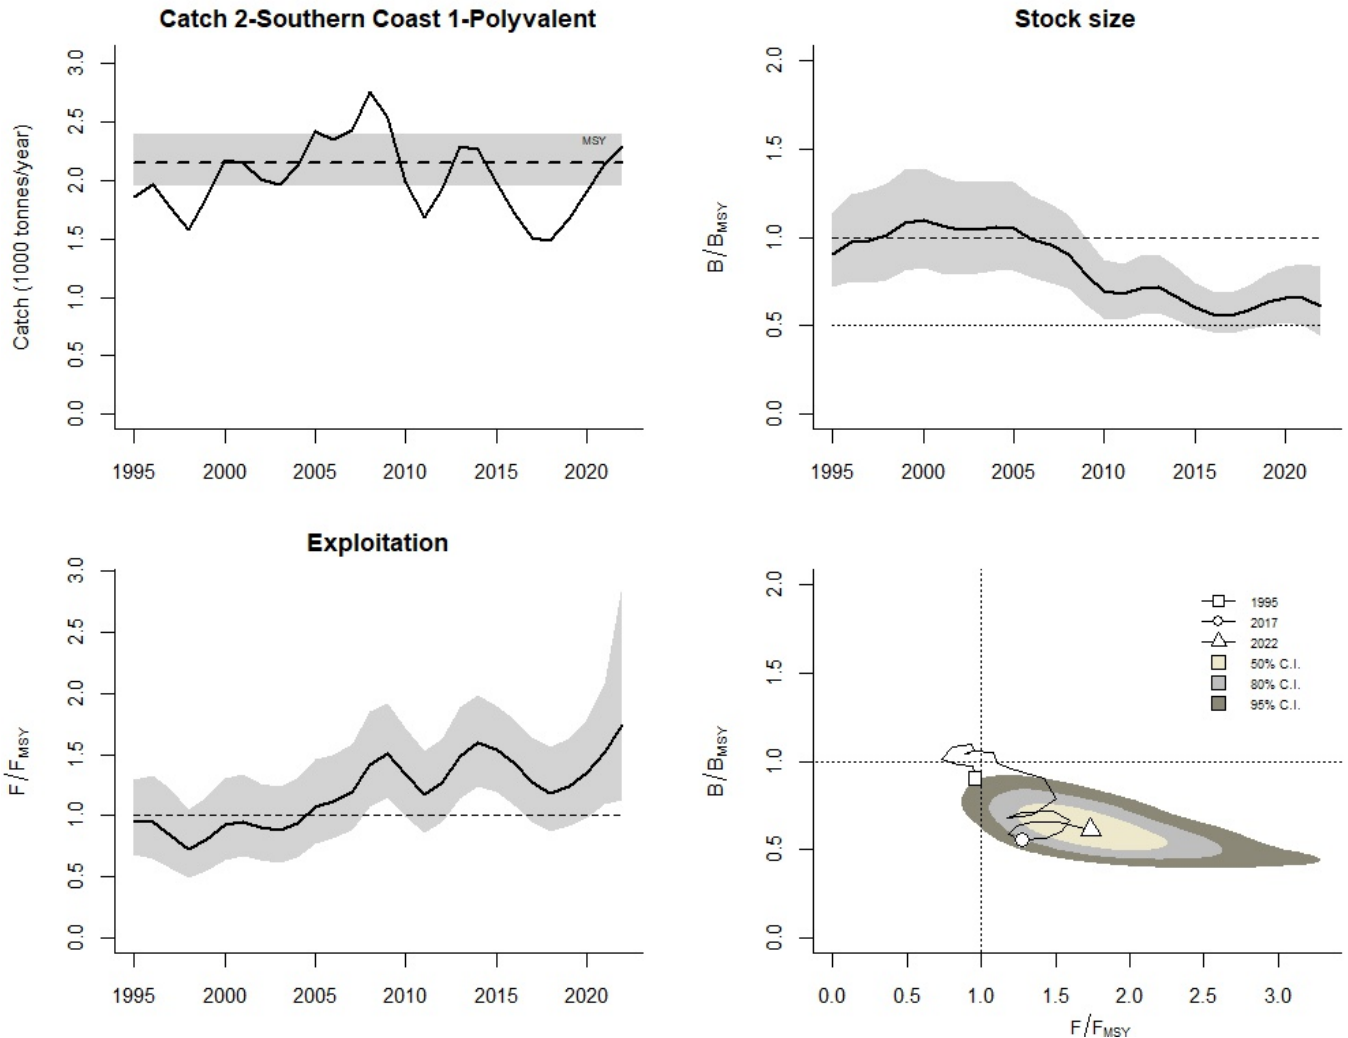 Catch 2-Southern Coast 1-Polyvalent
Catch (1000 tonnes/year)
3.0
2.5
2.0
1.5
1.0
0.5
0.0
MSY
1995 2000 2005 2010 2015 2020
Stock size
B/BMSY
2.0
1.5
1.0
0.5
0.0
1995 2000 2005 2010 2015 2020
Exploitation
F/FMSY
3.0
2.5
2.0
1.5
1.0
0.5
0.0
1995 2000 2005 2010 2015 2020
B/BMSY
2.0
1.5
1.0
0.5
0.0
1995
2017
2022
50% C.I.
80% C.I.
95% C.I.
0.0 0.5 1.0 1.5 2.0 2.5 3.0
F/FMSY